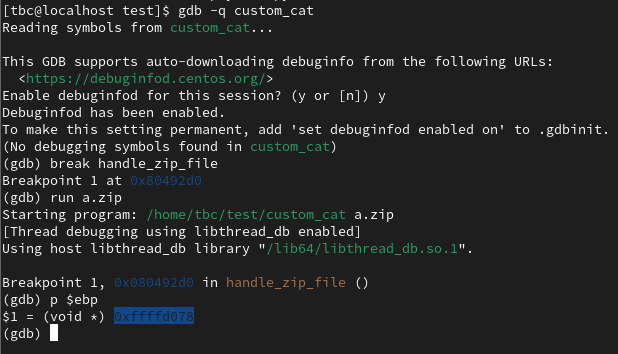 [tbc@localhost test]$ gdb -q custom_cat
Reading symbols from custom_cat...
This GDB supports auto-downloading debuginfo from the following URLs:
<https://debuginfod.centos.org/>
Enable debuginfod for this session? (y or [n]) y
Debuginfod has been enabled.
To make this setting permanent, add 'set debuginfod enabled on' to .gdbinit.
(No debugging symbols found in custom_cat)
(gdb) break handle_zip_file
Breakpoint 1 at 0x80492d0
(gdb) run a.zip
Starting program: /home/tbc/test/custom_cat a.zip
[Thread debugging using libthread_db enabled]
Using host libthread_db library "/lib64/libthread_db.so.1".
Breakpoint 1, 0x080492d0 in handle_zip_file ()
(gdb) p $ebp
$1 = (void *) 0xffffd078
(gdb)